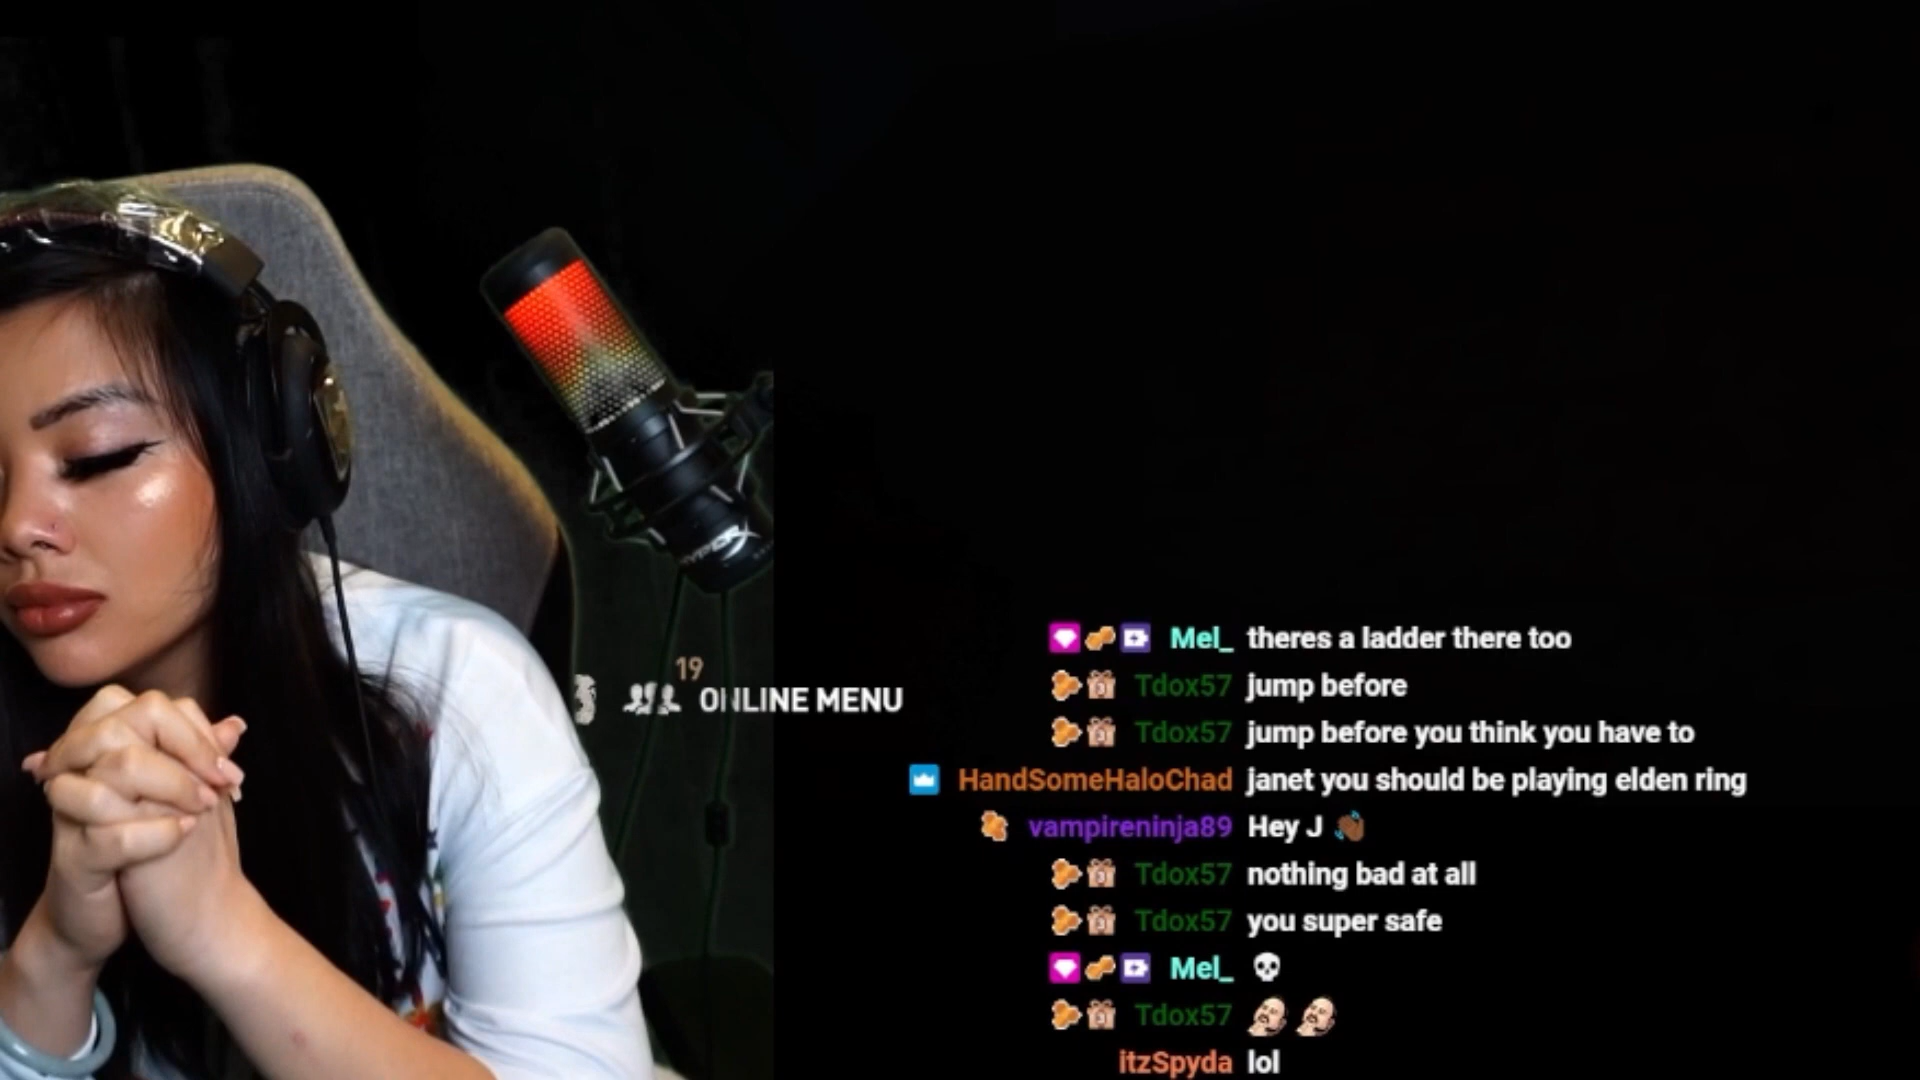 HYPERX
19
ONLINE MENU
Mel_ theres a ladder there too
Tdox57 jump before
Tdox57 jump before you think you have to
HandSomeHaloChad janet you should be playing elden ring
vampireninja89 Hey J 👋🏾
Tdox57 nothing bad at all
Tdox57 you super safe
Mel_ 💀
Tdox57
itzSpyda lol